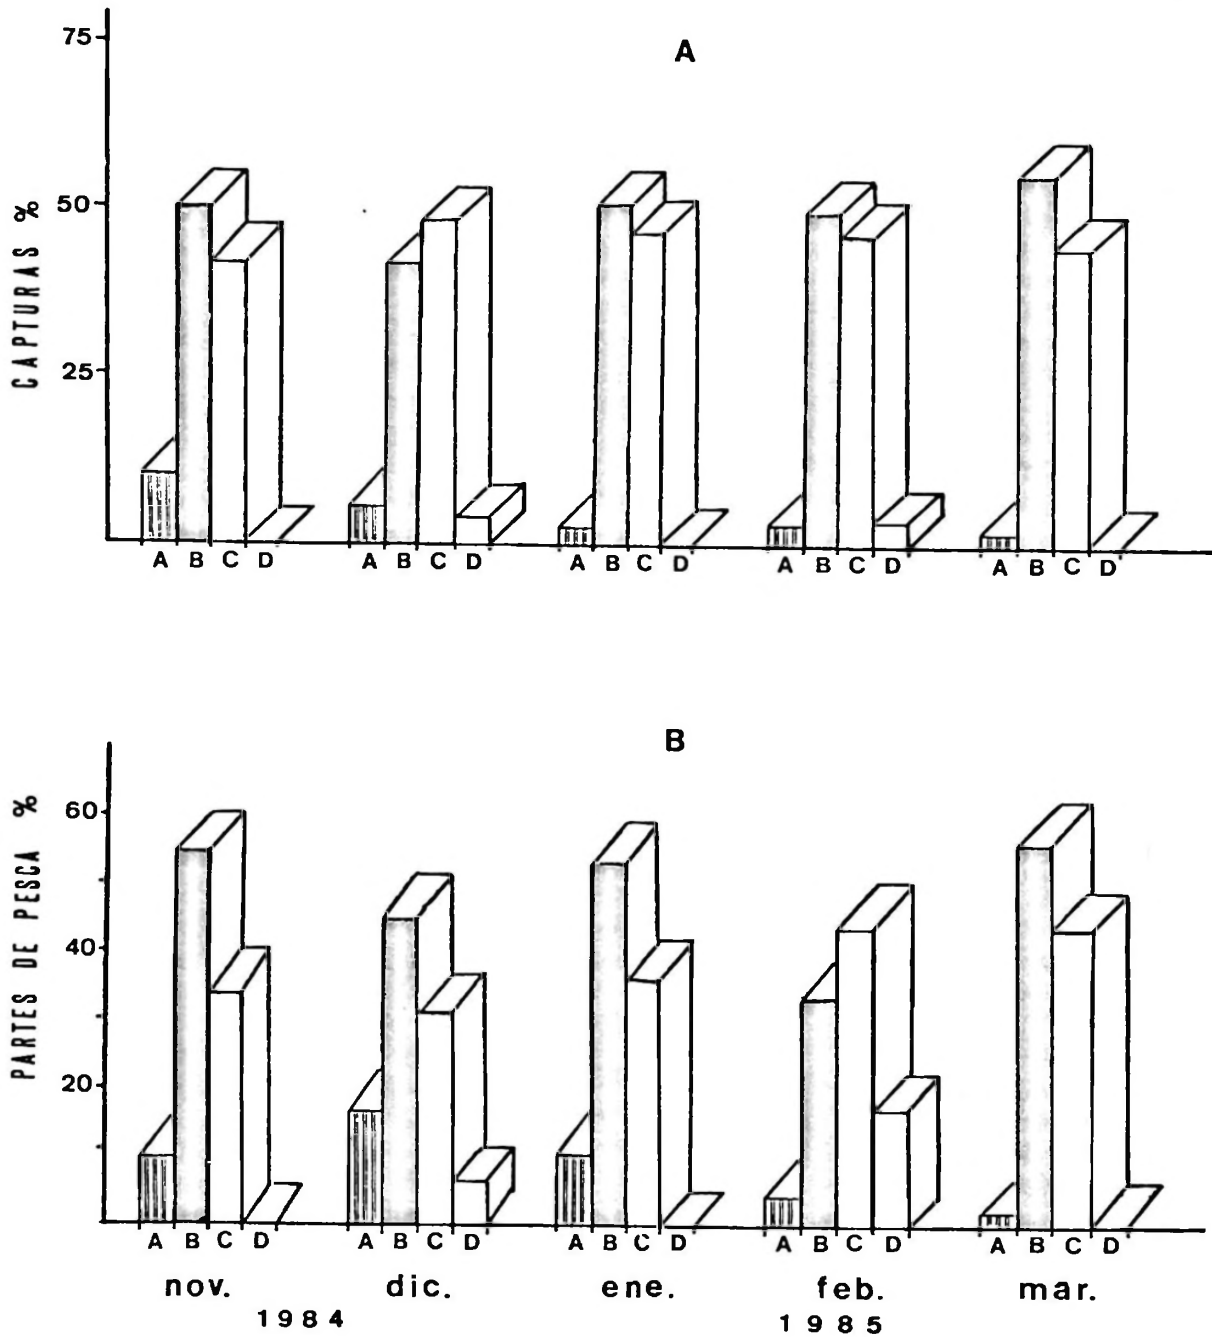 A
75
50
25
CAPTURAS %
A B C D A B C D A B C D A B C D A B C D
B
60
40
20
PARTES DE PESCA %
A B C D A B C D A B C D A B C D A B C D
nov. dic. ene. feb. mar.
1984 1985